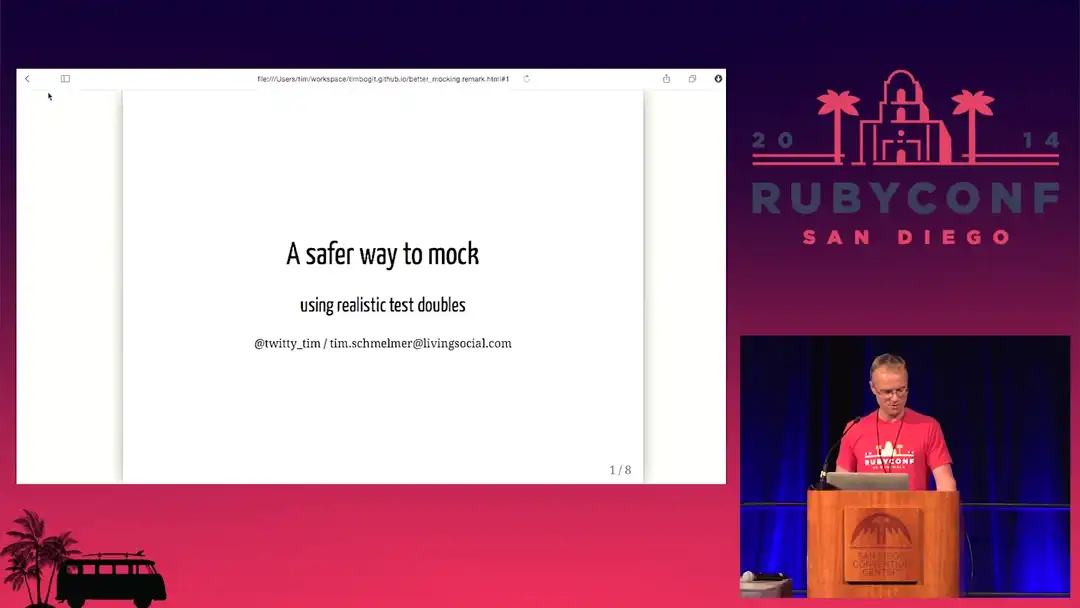 file:///Users/tim/workspace/timbogit.github.io/better_mocking.remark.html#1
A safer way to mock
using realistic test doubles
@twitty_tim / tim.schmelmer@livingsocial.com
1 / 8
20 14
RUBYCONF
SAN DIEGO
RUBYCONF
SAN DIEGO
CONVENTION
CENTER